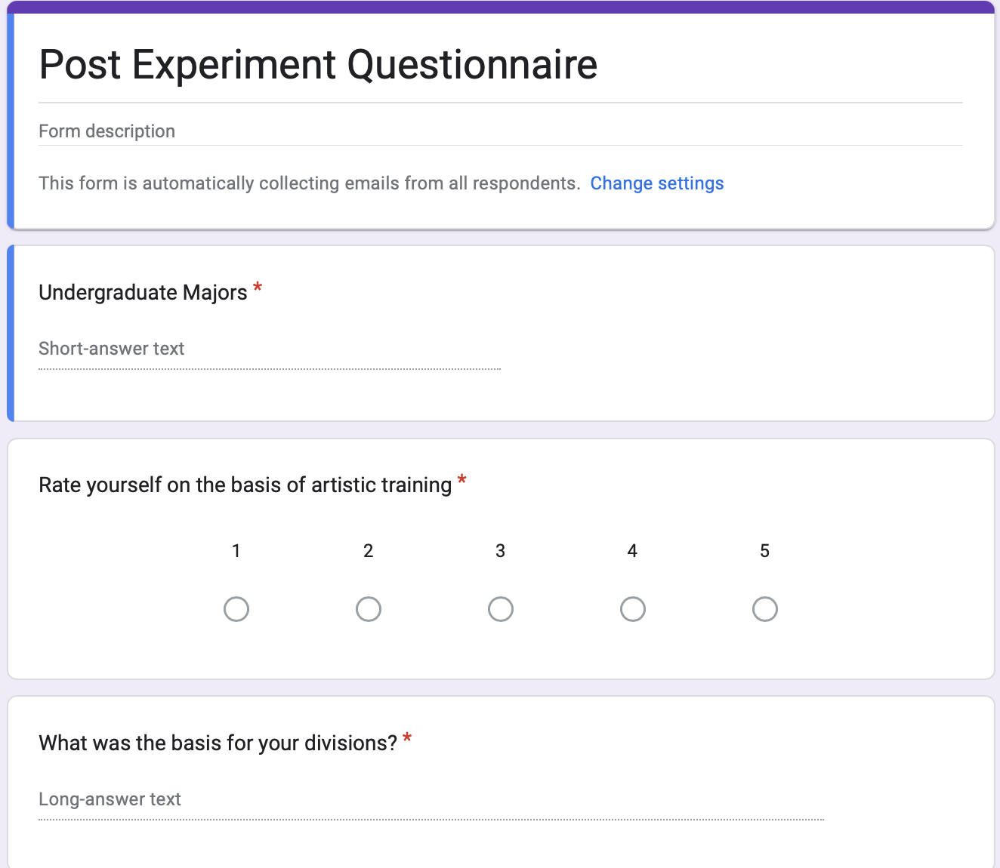 Post Experiment Questionnaire
Form description
This form is automatically collecting emails from all respondents. Change settings
Undergraduate Majors *
Short-answer text
Rate yourself on the basis of artistic training *
1 2 3 4 5
What was the basis for your divisions? *
Long-answer text